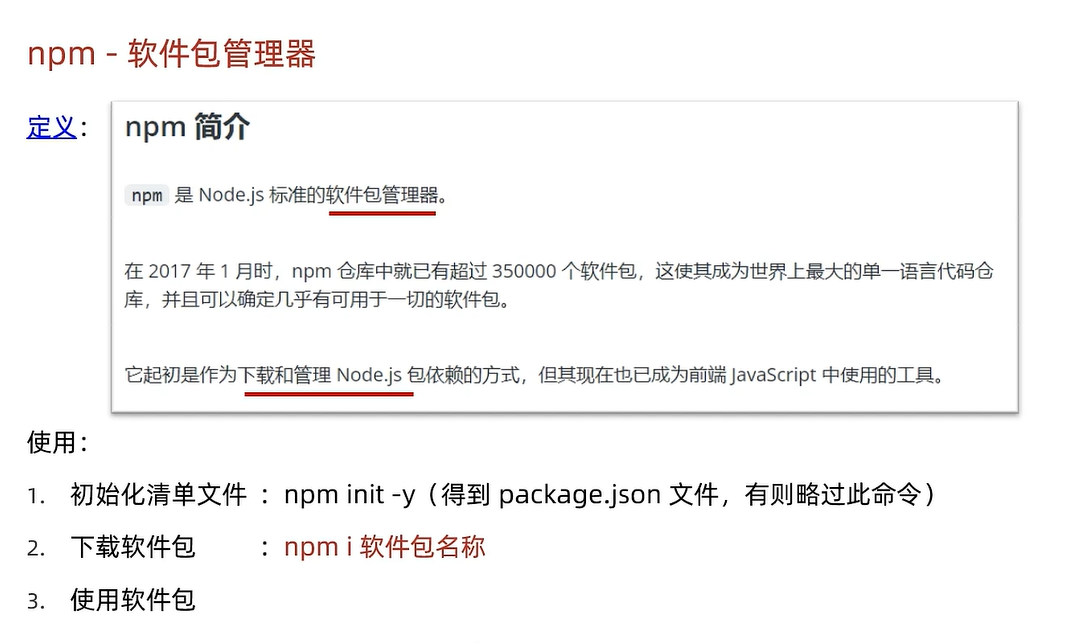 npm - 软件包管理器
定义：
npm 简介
npm 是 Node.js 标准的软件包管理器。
在 2017 年 1 月时，npm 仓库中就已有超过 350000 个软件包，这使其成为世界上最大的单一语言代码仓
库，并且可以确定几乎有可用于一切的软件包。
它起初是作为下载和管理 Node.js 包依赖的方式，但其现在也已成为前端 JavaScript 中使用的工具。
使用：
1. 初始化清单文件 ：npm init -y（得到 package.json 文件，有则略过此命令）
2. 下载软件包 ：npm i 软件包名称
3. 使用软件包